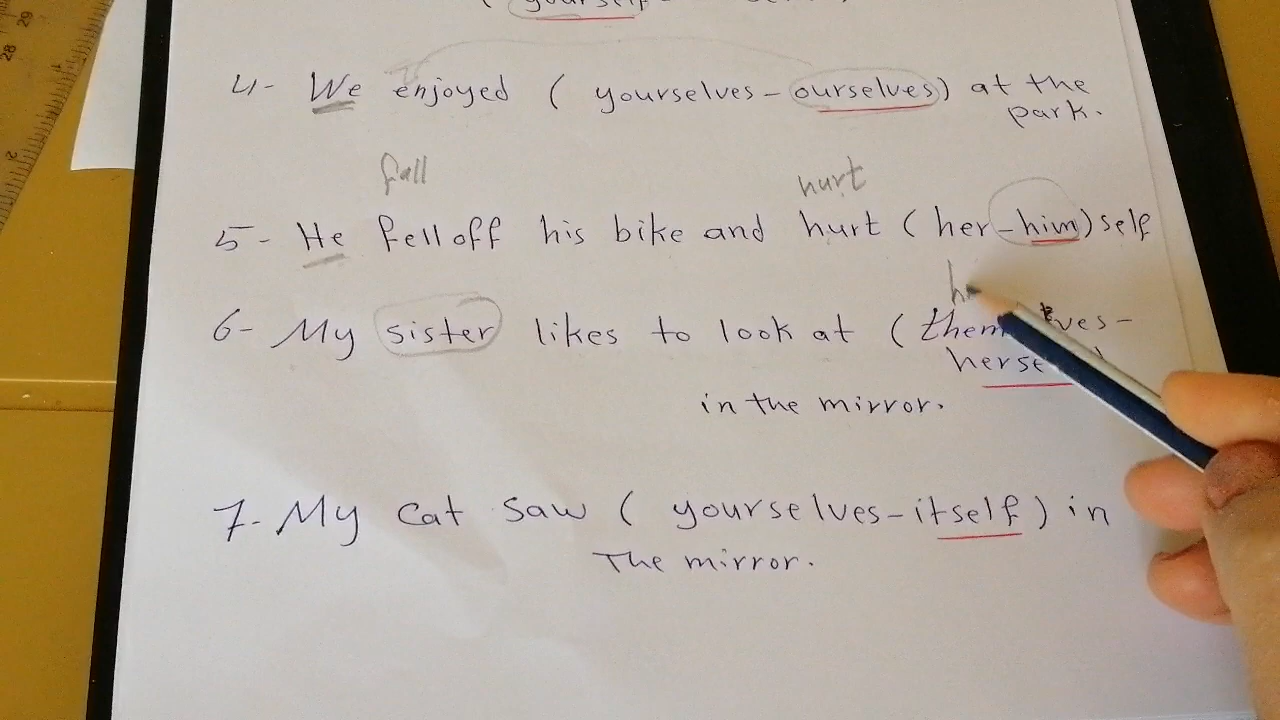 4- We enjoyed ( yourselves - ourselves) at the
park.
fall hurt
5- He fell off his bike and hurt (her - him) self
6- My sister likes to look at (
in the mirror.
7- My cat saw ( yourselves - itself) in
The mirror.
28 29